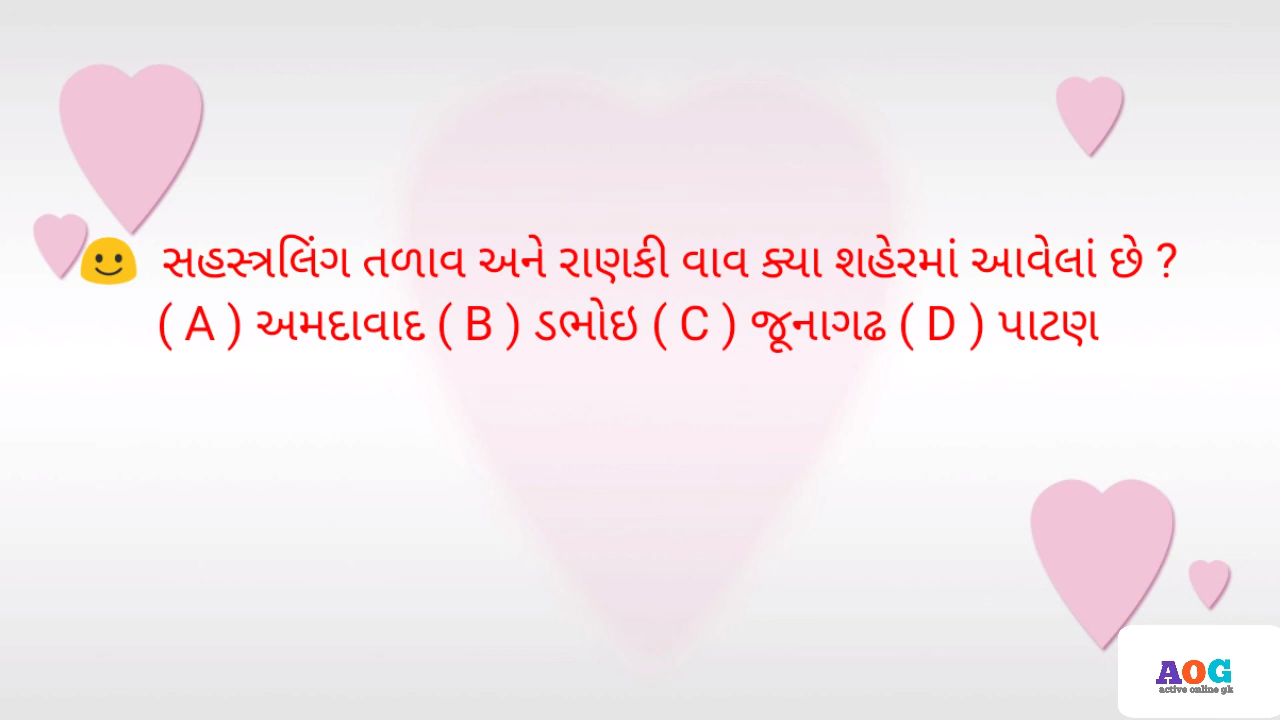 🙂 સહસ્ત્રલિંગ તળાવ અને રાણકી વાવ ક્યા શહેરમાં આવેલાં છે ?
( A ) અમદાવાદ ( B ) ડભોઇ ( C ) જૂનાગઢ ( D ) પાટણ
AOG
active online gk